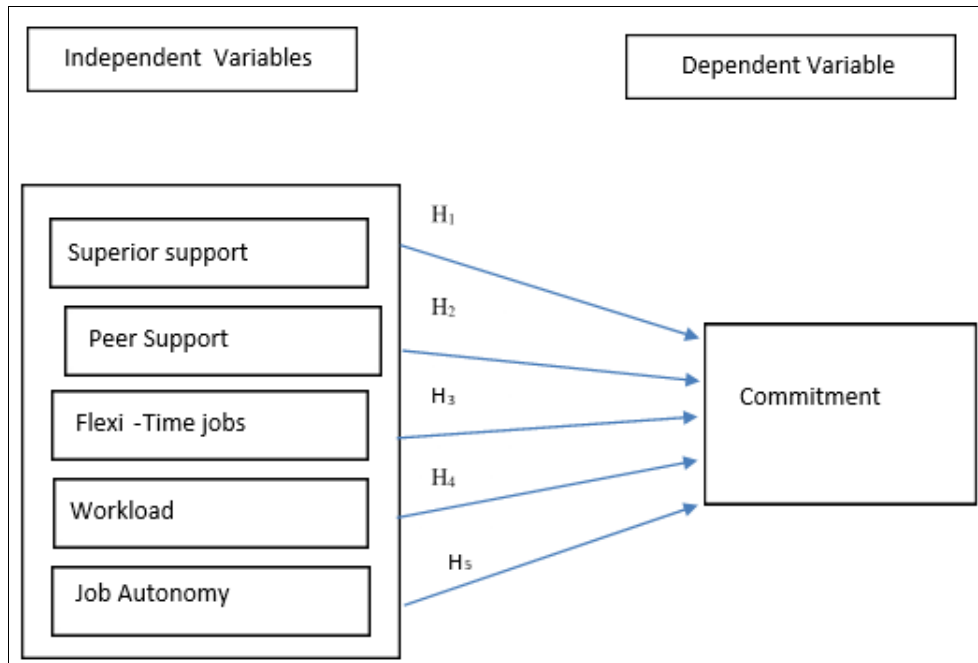 Independent Variables
Dependent Variable
Superior support
H₁
Peer Support
H₂
Flexi -Time jobs
H₃
Commitment
Workload
H₄
Job Autonomy
H₅